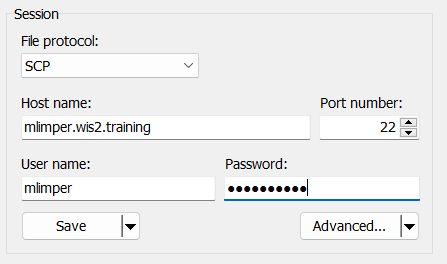 Session
File protocol:
SCP
Host name:
Port number:
mlimper.wis2.training
22
User name:
Password:
mlimper
●●●●●●●●●●
Save
Advanced...